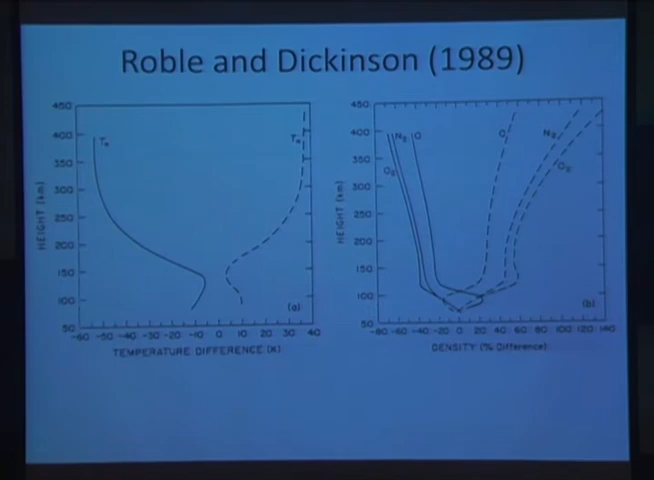 Roble and Dickinson (1989)
450
400
350
300
250
200
150
100
50
HEIGHT (km)
Tn
Tn
(a)
-60 -50 -40 -30 -20 -10 0 10 20 30 40
TEMPERATURE DIFFERENCE (K)
450
400
350
300
250
200
150
100
50
HEIGHT (km)
N2 O
O2
O
N2
O2
(b)
-80 -60 -40 -20 0 20 40 60 80 100 120 140
DENSITY (% Difference)